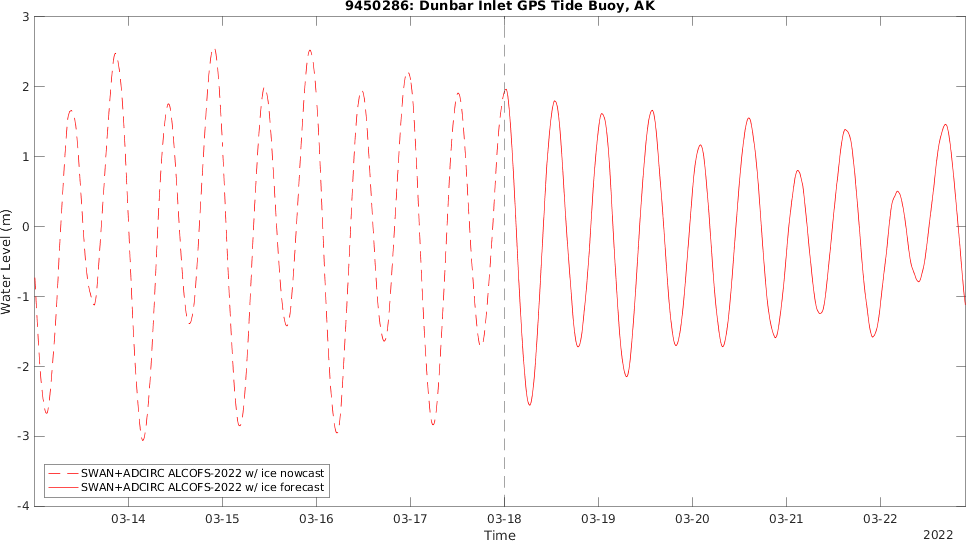 9450286: Dunbar Inlet GPS Tide Buoy, AK
3
2
1
0
-1
-2
-3
-4
Water Level (m)
SWAN+ADCIRC ALCOFS-2022 w/ ice nowcast
SWAN+ADCIRC ALCOFS-2022 w/ ice forecast
03-14 03-15 03-16 03-17 03-18 03-19 03-20 03-21 03-22
Time
2022